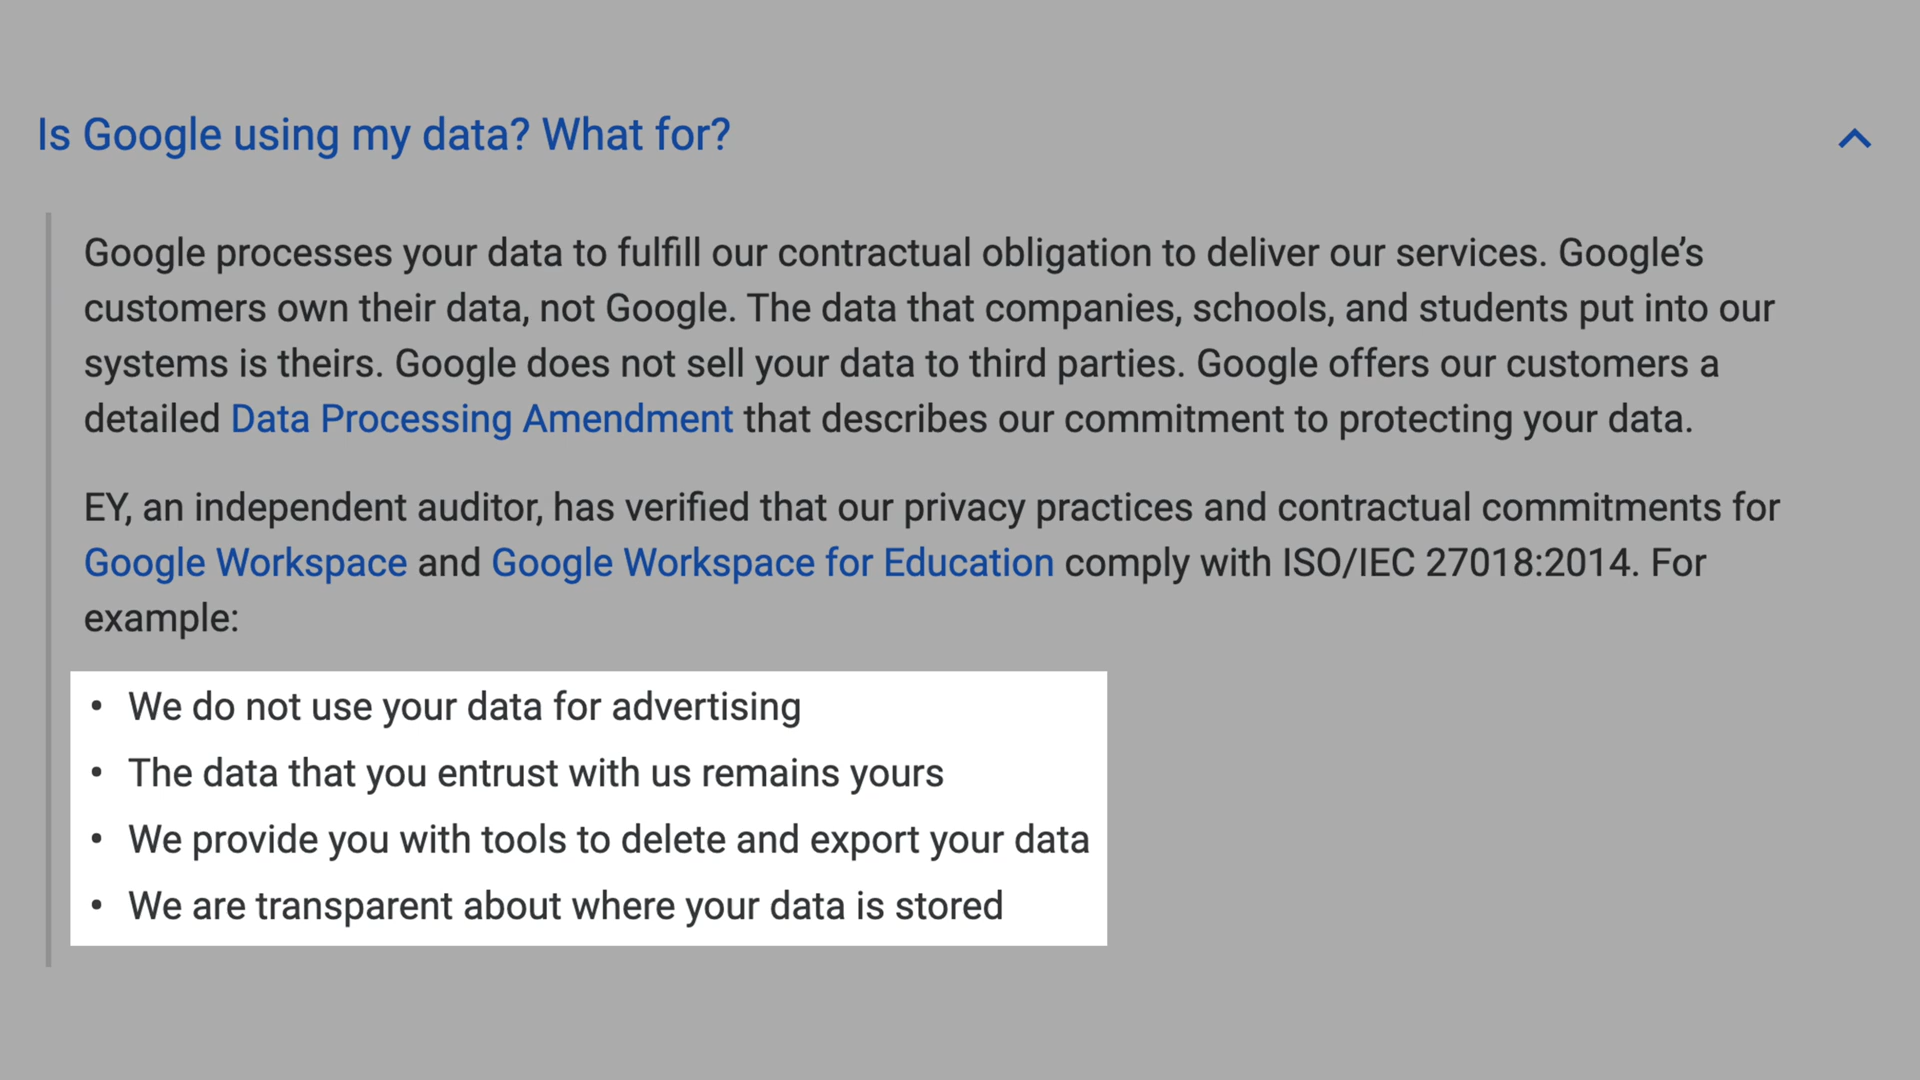 Is Google using my data? What for?
Google processes your data to fulfill our contractual obligation to deliver our services. Google’s
customers own their data, not Google. The data that companies, schools, and students put into our
systems is theirs. Google does not sell your data to third parties. Google offers our customers a
detailed Data Processing Amendment that describes our commitment to protecting your data.
EY, an independent auditor, has verified that our privacy practices and contractual commitments for
Google Workspace and Google Workspace for Education comply with ISO/IEC 27018:2014. For
example:
• We do not use your data for advertising
• The data that you entrust with us remains yours
• We provide you with tools to delete and export your data
• We are transparent about where your data is stored